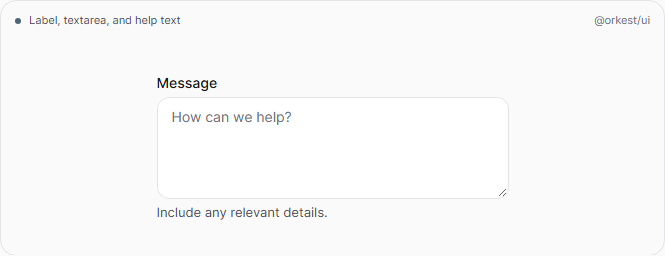 Label, textarea, and help text
@orkest/ui
Message
How can we help?
Include any relevant details.